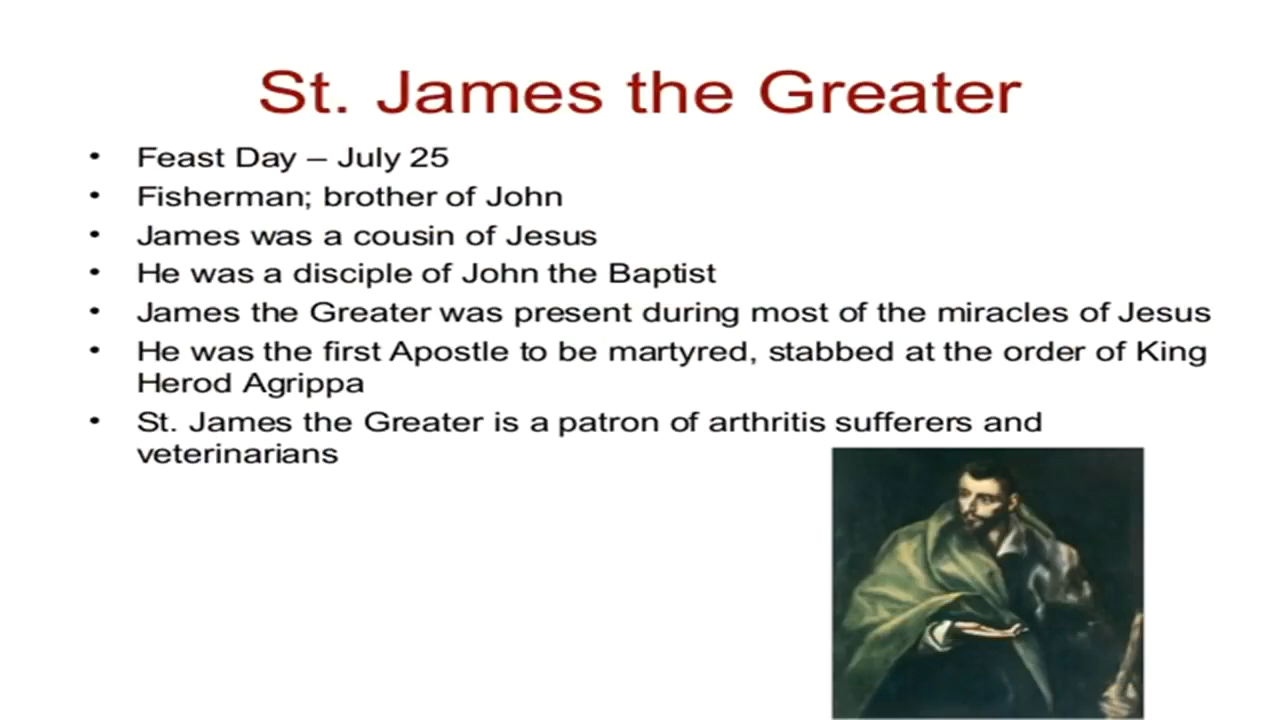 St. James the Greater
• Feast Day – July 25
• Fisherman; brother of John
• James was a cousin of Jesus
• He was a disciple of John the Baptist
• James the Greater was present during most of the miracles of Jesus
• He was the first Apostle to be martyred, stabbed at the order of King
Herod Agrippa
• St. James the Greater is a patron of arthritis sufferers and
veterinarians